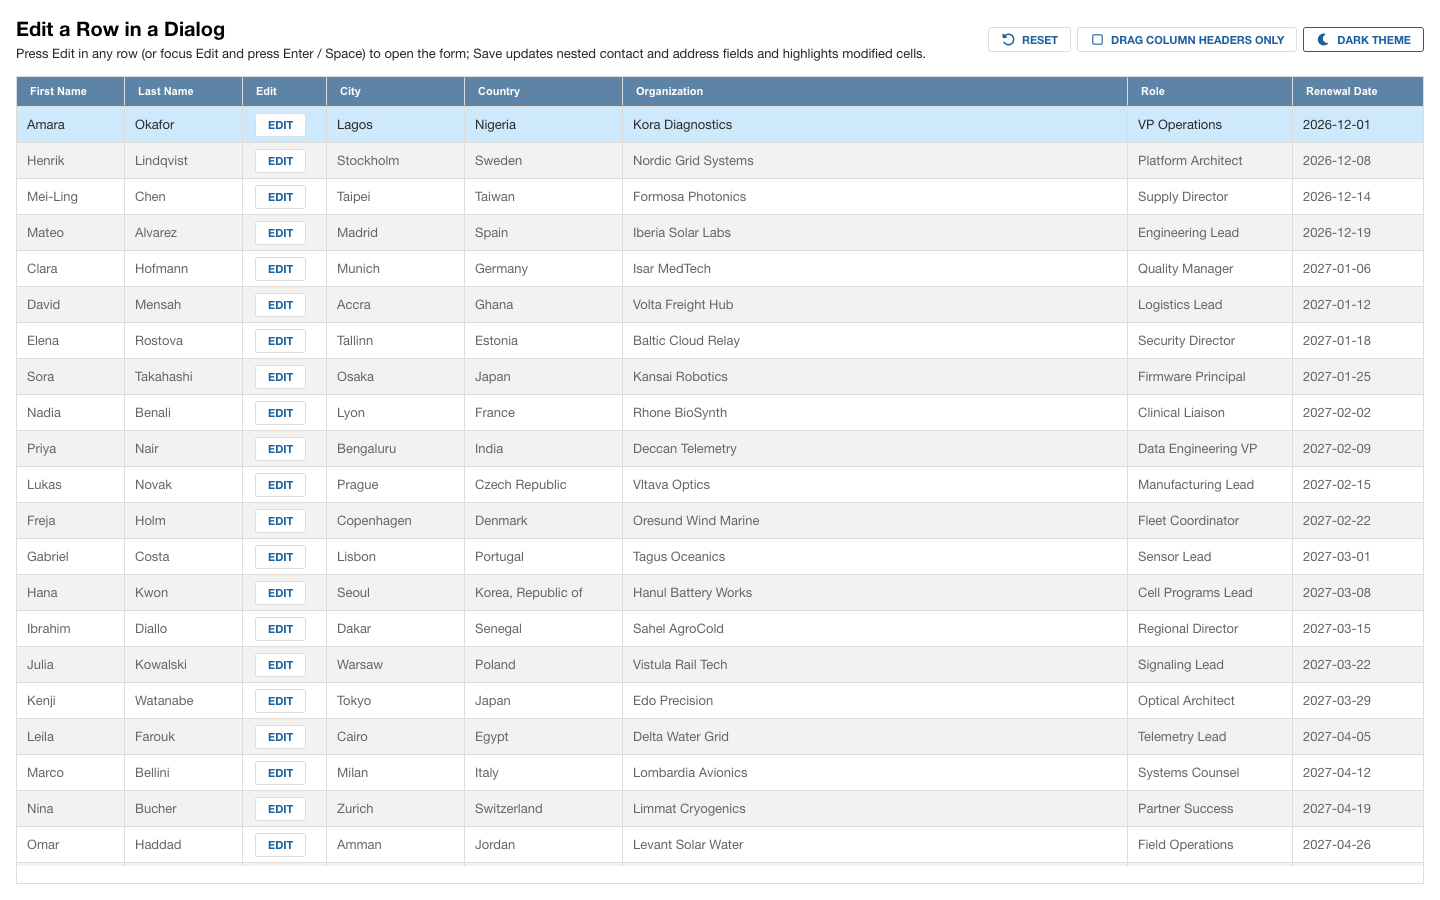 Edit a Row in a Dialog
Press Edit in any row (or focus Edit and press Enter / Space) to open the form; Save updates nested contact and address fields and highlights modified cells.
RESET DRAG COLUMN HEADERS ONLY DARK THEME
First Name Last Name Edit City Country Organization Role Renewal Date
Amara Okafor EDIT Lagos Nigeria Kora Diagnostics VP Operations 2026-12-01
Henrik Lindqvist EDIT Stockholm Sweden Nordic Grid Systems Platform Architect 2026-12-08
Mei-Ling Chen EDIT Taipei Taiwan Formosa Photonics Supply Director 2026-12-14
Mateo Alvarez EDIT Madrid Spain Iberia Solar Labs Engineering Lead 2026-12-19
Clara Hofmann EDIT Munich Germany Isar MedTech Quality Manager 2027-01-06
David Mensah EDIT Accra Ghana Volta Freight Hub Logistics Lead 2027-01-12
Elena Rostova EDIT Tallinn Estonia Baltic Cloud Relay Security Director 2027-01-18
Sora Takahashi EDIT Osaka Japan Kansai Robotics Firmware Principal 2027-01-25
Nadia Benali EDIT Lyon France Rhone BioSynth Clinical Liaison 2027-02-02
Priya Nair EDIT Bengaluru India Deccan Telemetry Data Engineering VP 2027-02-09
Lukas Novak EDIT Prague Czech Republic Vltava Optics Manufacturing Lead 2027-02-15
Freja Holm EDIT Copenhagen Denmark Oresund Wind Marine Fleet Coordinator 2027-02-22
Gabriel Costa EDIT Lisbon Portugal Tagus Oceanics Sensor Lead 2027-03-01
Hana Kwon EDIT Seoul Korea, Republic of Hanul Battery Works Cell Programs Lead 2027-03-08
Ibrahim Diallo EDIT Dakar Senegal Sahel AgroCold Regional Director 2027-03-15
Julia Kowalski EDIT Warsaw Poland Vistula Rail Tech Signaling Lead 2027-03-22
Kenji Watanabe EDIT Tokyo Japan Edo Precision Optical Architect 2027-03-29
Leila Farouk EDIT Cairo Egypt Delta Water Grid Telemetry Lead 2027-04-05
Marco Bellini EDIT Milan Italy Lombardia Avionics Systems Counsel 2027-04-12
Nina Bucher EDIT Zurich Switzerland Limmat Cryogenics Partner Success 2027-04-19
Omar Haddad EDIT Amman Jordan Levant Solar Water Field Operations 2027-04-26